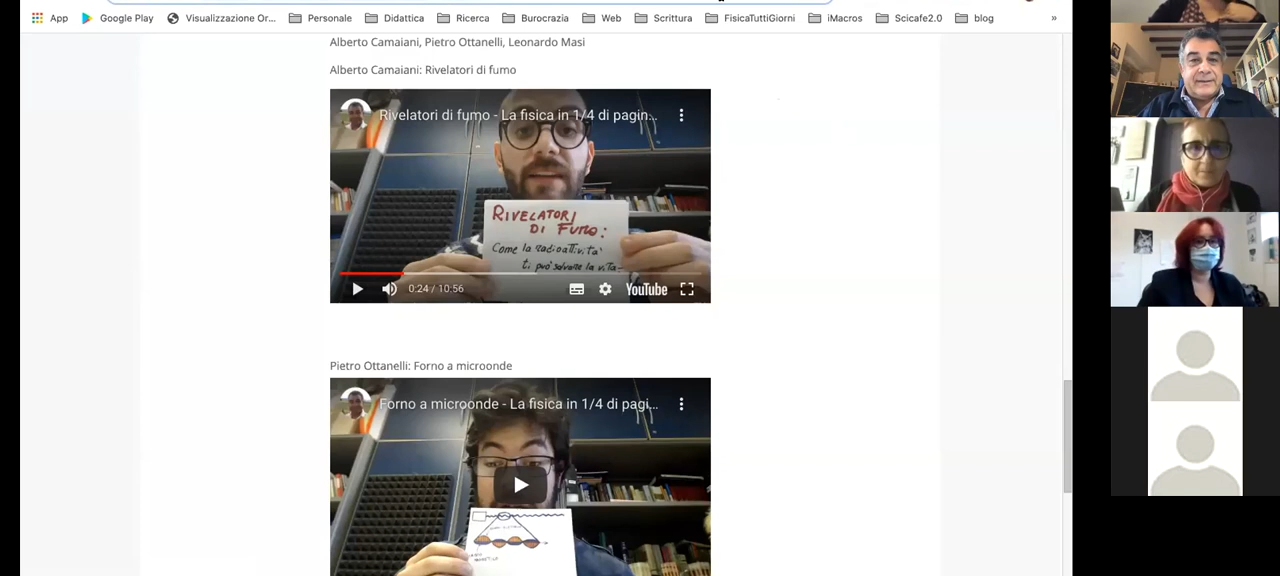 App
Google Play
Visualizzazione Or...
Personale
Didattica
Ricerca
Burocrazia
Web
Scrittura
FisicaTuttiGiorni
iMacros
Scicafe2.0
blog
»
Alberto Camaiani, Pietro Ottanelli, Leonardo Masi
Alberto Camaiani: Rivelatori di fumo
Rivelatori di fumo - La fisica in 1/4 di pagin...
RIVELATORI
DI FUMO:
Come la radioattività
ti può salvare la vita
0:24 / 10:56
YouTube
Pietro Ottanelli: Forno a microonde
Forno a microonde - La fisica in 1/4 di pagi...